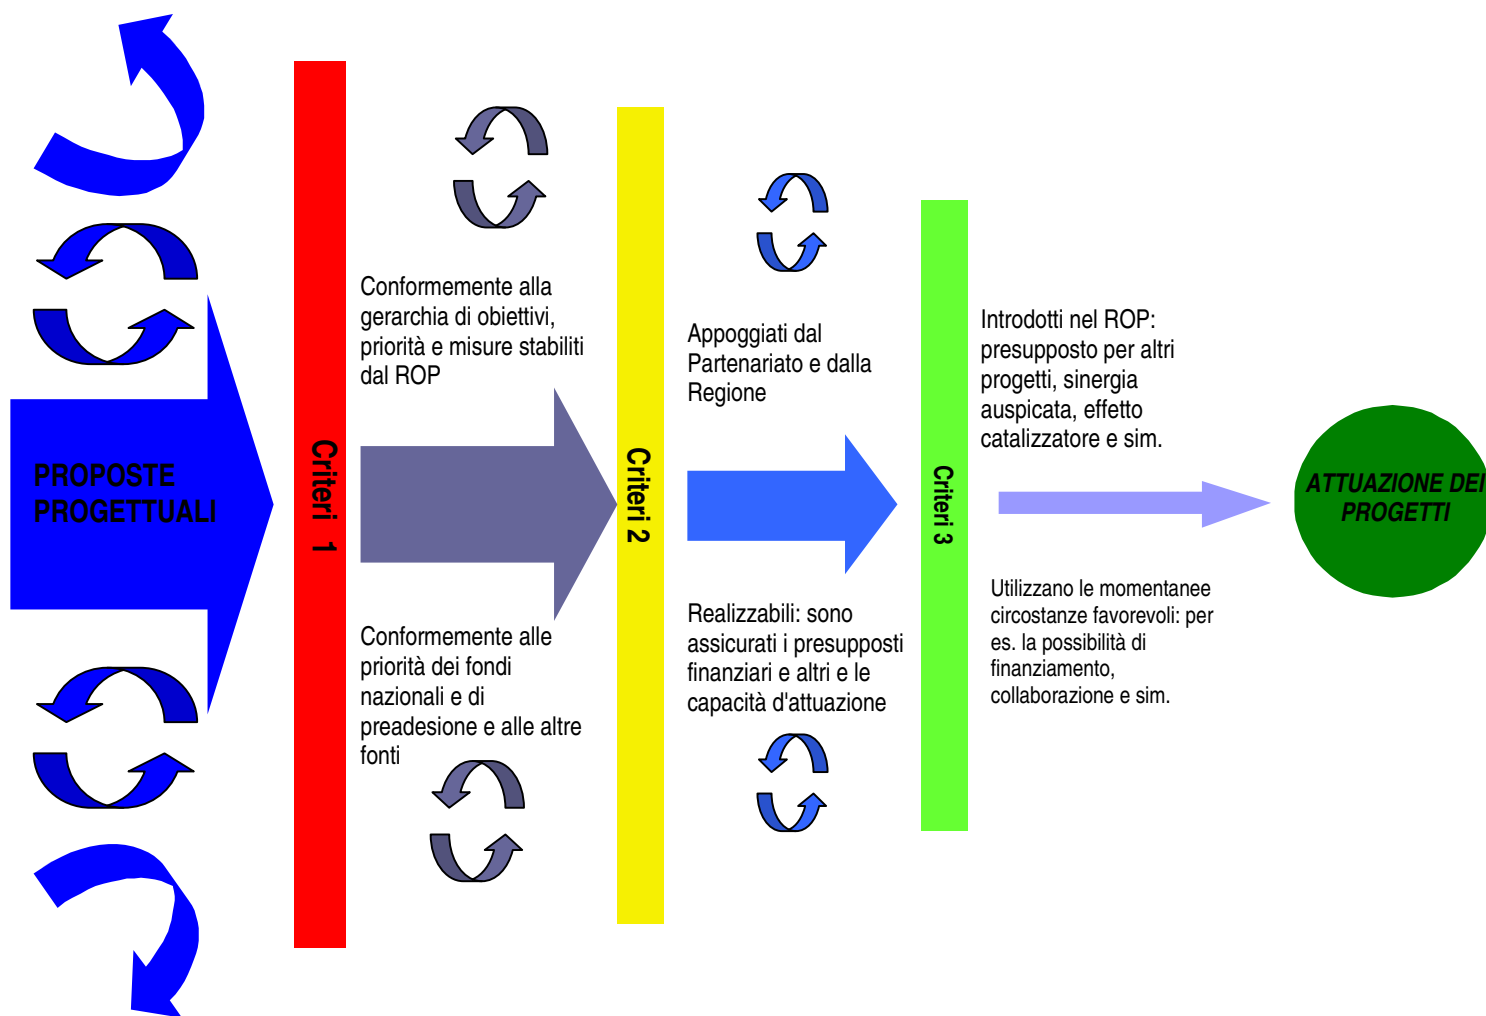 PROPOSTE
PROGETTUALI
Criteri 1
Conformemente alla
gerarchia di obiettivi,
priorità e misure stabiliti
dal ROP
Conformemente alle
priorità dei fondi
nazionali e di
preadesione e alle altre
fonti
Criteri 2
Appoggiati dal
Partenariato e dalla
Regione
Realizzabili: sono
assicurati i presupposti
finanziari e altri e le
capacità d'attuazione
Criteri 3
Introdotti nel ROP:
presupposto per altri
progetti, sinergia
auspicata, effetto
catalizzatore e sim.
Utilizzano le momentanee
circostanze favorevoli: per
es. la possibilità di
finanziamento,
collaborazione e sim.
ATTUAZIONE DEI
PROGETTI